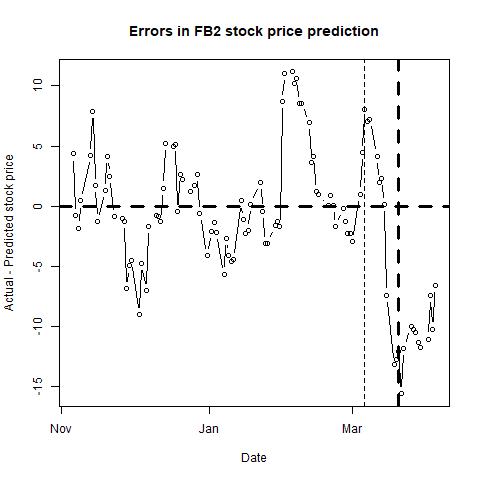 Errors in FB2 stock price prediction
Actual - Predicted stock price
10
5
0
-5
-10
-15
Nov
Jan
Mar
Date